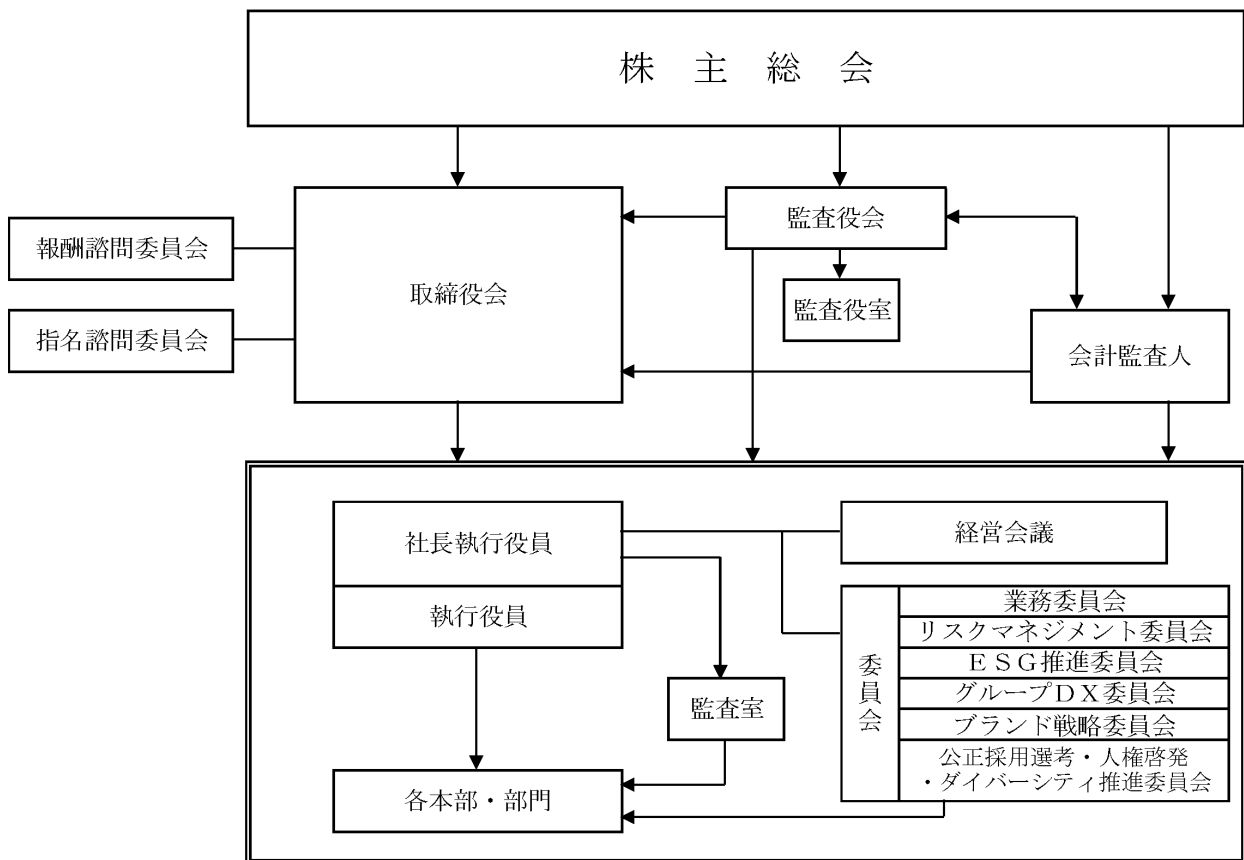 株主総会
監査役会
報酬諮問委員会
取締役会
監査役室
指名諮問委員会
会計監査人
社長執行役員
経営会議
執行役員
委員会
業務委員会
リスクマネジメント委員会
ESG推進委員会
グループDX委員会
ブランド戦略委員会
公正採用選考・人権啓発
・ダイバーシティ推進委員会
監査室
各本部・部門